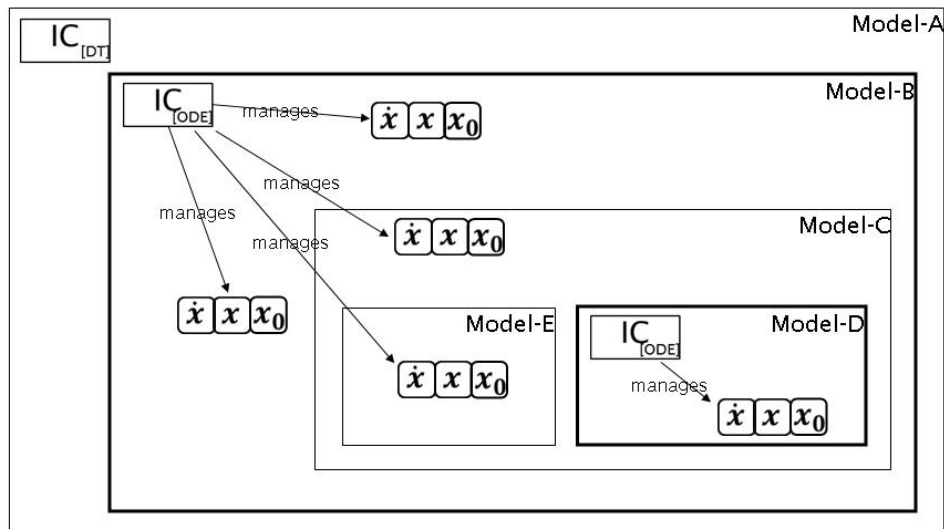 IC[DT]
Model-A
IC[ODE]
Model-B
manages
ẋ x x₀
manages
manages
Model-C
manages
ẋ x x₀
ẋ x x₀
Model-E
IC[ODE]
Model-D
ẋ x x₀
manages
ẋ x x₀